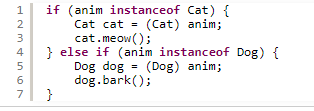 1 if (anim instanceof Cat) {
2     Cat cat = (Cat) anim;
3     cat.meow();
4 } else if (anim instanceof Dog) {
5     Dog dog = (Dog) anim;
6     dog.bark();
7 }